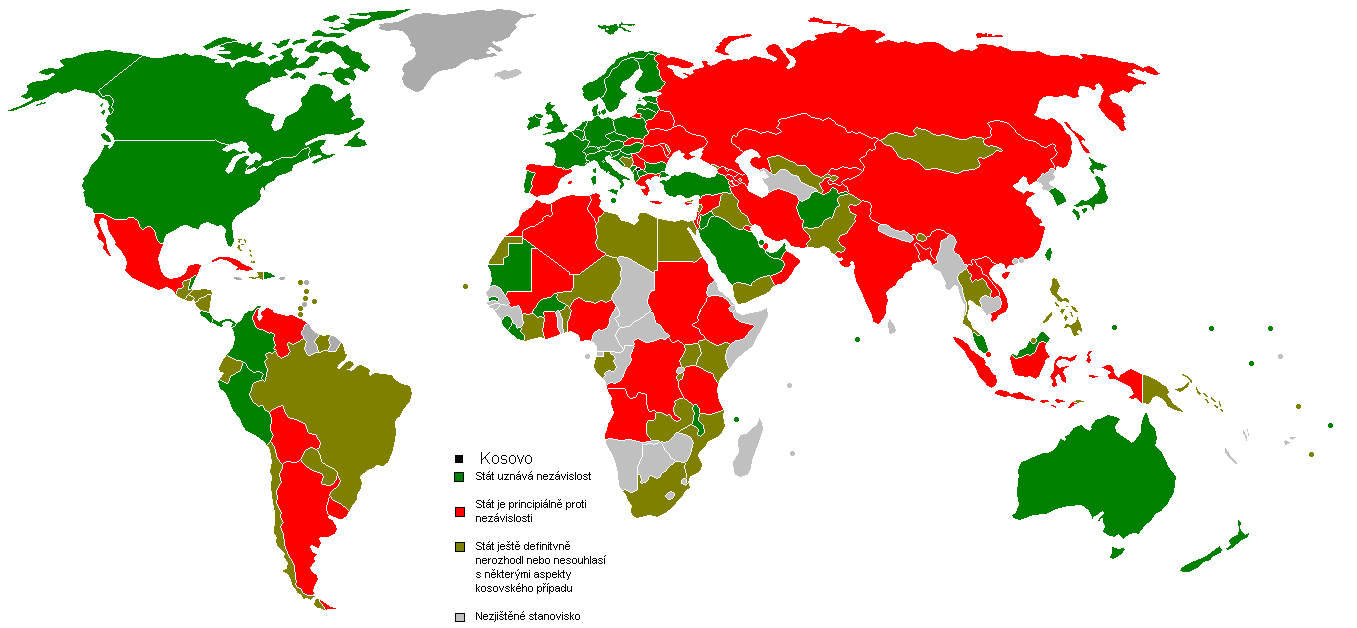 Kosovo
Stát uznává nezávislost
Stát je principiálně proti
nezávislosti
Stát ještě definitvně
nerozhodl nebo nesouhlasí
s některými aspekty
kosovského případu
Nezjištěné stanovisko